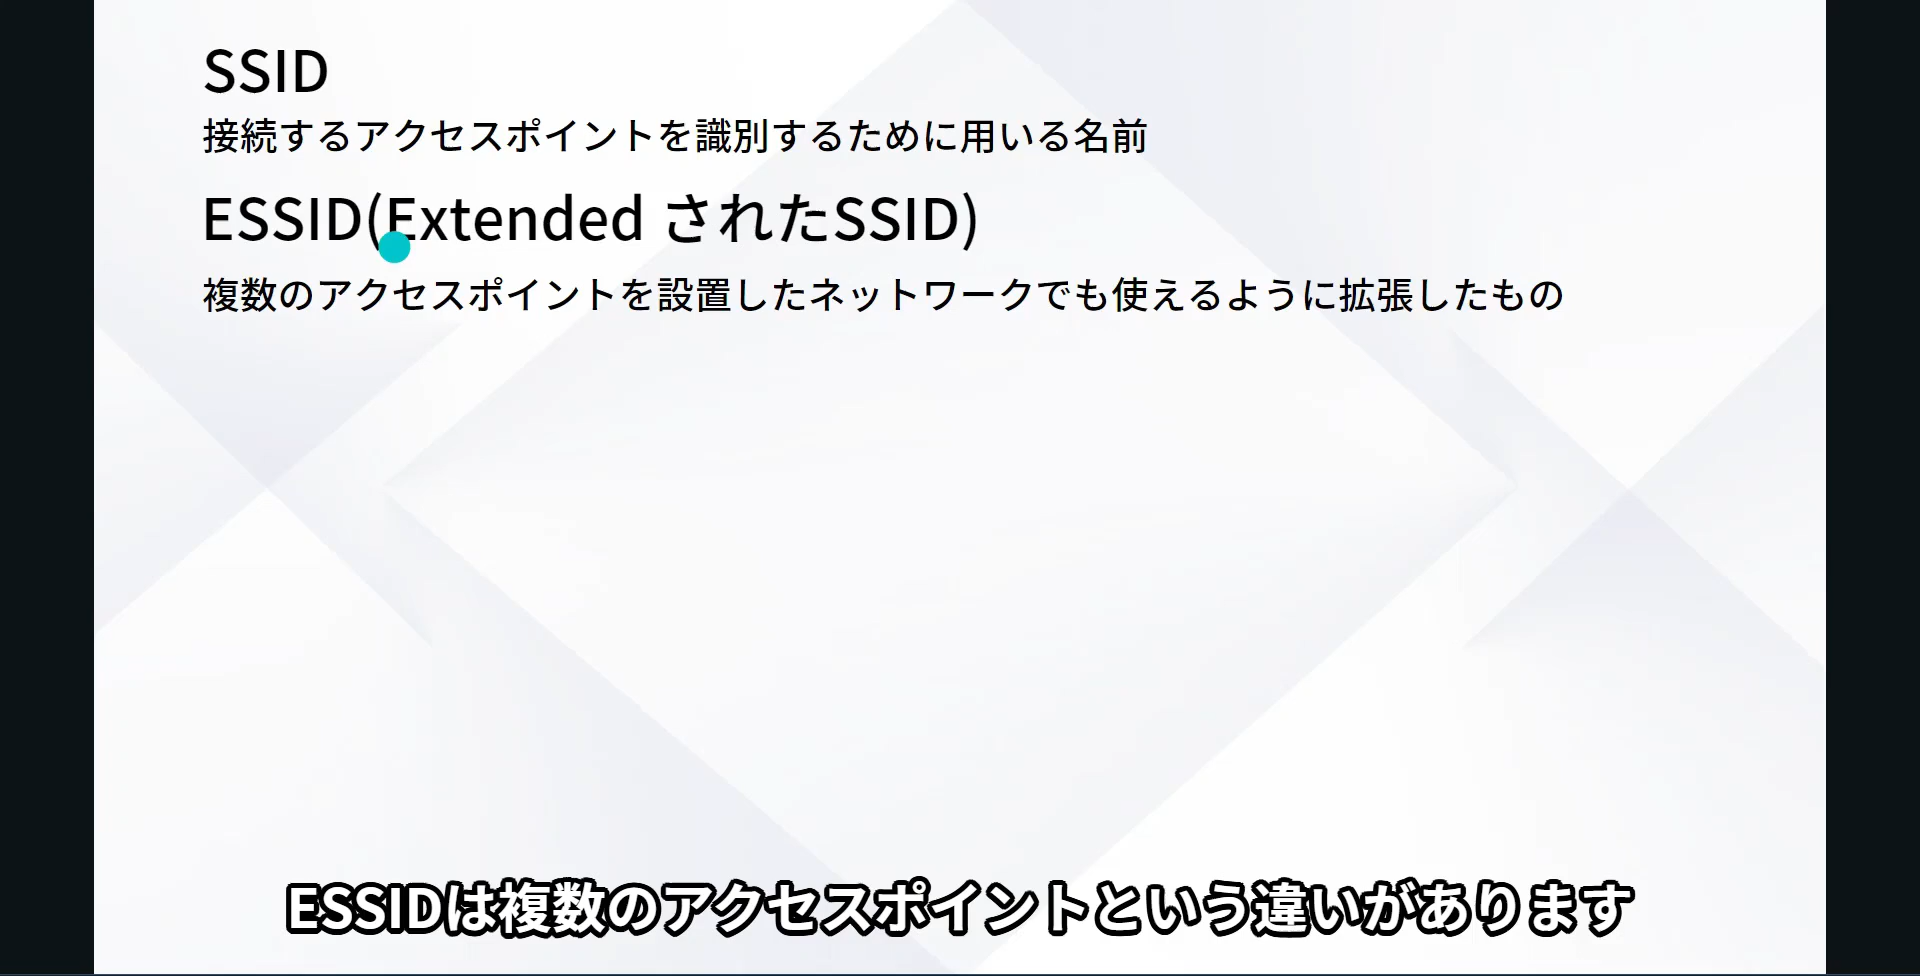 SSID
接続するアクセスポイントを識別するために用いる名前
ESSID(Extended されたSSID)
複数のアクセスポイントを設置したネットワークでも使えるように拡張したもの
ESSIDは複数のアクセスポイントという違いがあります